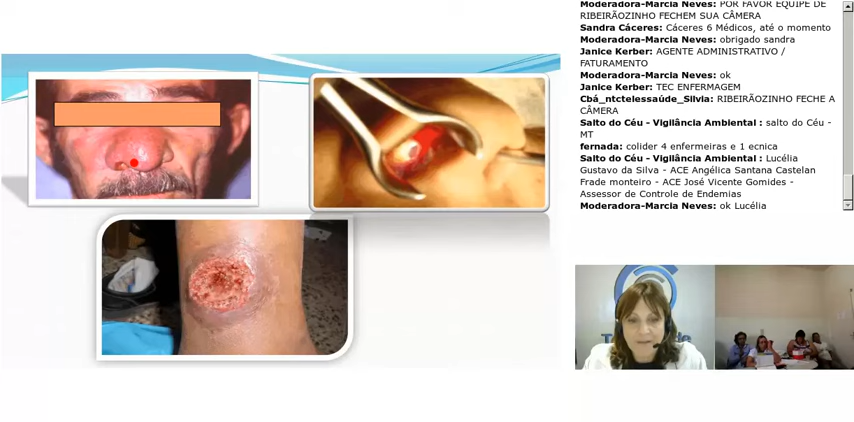 Moderadora-Marcia Neves: POR FAVOR EQUIPE DE
RIBEIRÃOZINHO FECHEM SUA CÂMERA
Sandra Cáceres: Cáceres 6 Médicos, até o momento
Moderadora-Marcia Neves: obrigado sandra
Janice Kerber: AGENTE ADMINISTRATIVO /
FATURAMENTO
Moderadora-Marcia Neves: ok
Janice Kerber: TEC ENFERMAGEM
Cbá_ntctelessaúde_Silvia: RIBEIRÃOZINHO FECHE A
CÂMERA
Salto do Céu - Vigilância Ambiental : salto do Céu -
MT
fernada: colider 4 enfermeiras e 1 ecnica
Salto do Céu - Vigilância Ambiental : Lucélia
Gustavo da Silva - ACE Angélica Santana Castelan
Frade monteiro - ACE José Vicente Gomides -
Assessor de Controle de Endemias
Moderadora-Marcia Neves: ok Lucélia